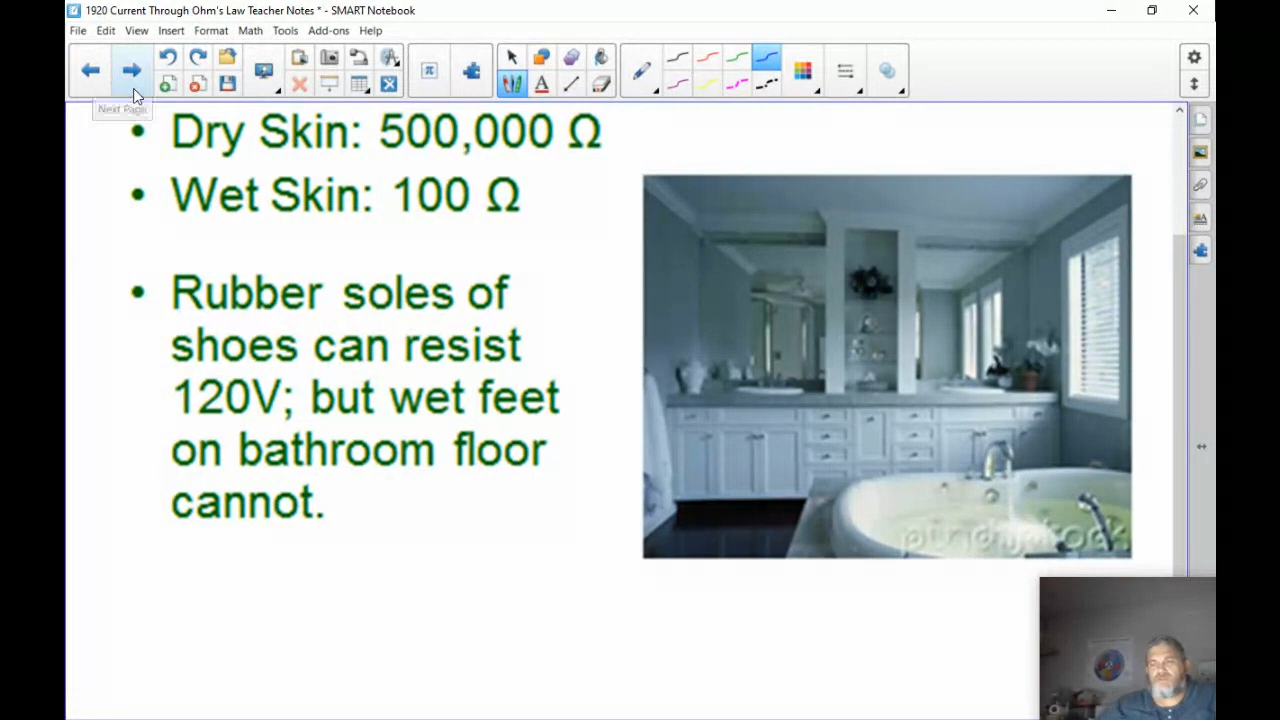 1920 Current Through Ohm's Law Teacher Notes * - SMART Notebook
File Edit View Insert Format Math Tools Add-ons Help
Next Page
• Dry Skin: 500,000 Ω
• Wet Skin: 100 Ω
• Rubber soles of
shoes can resist
120V; but wet feet
on bathroom floor
cannot.
punchstock